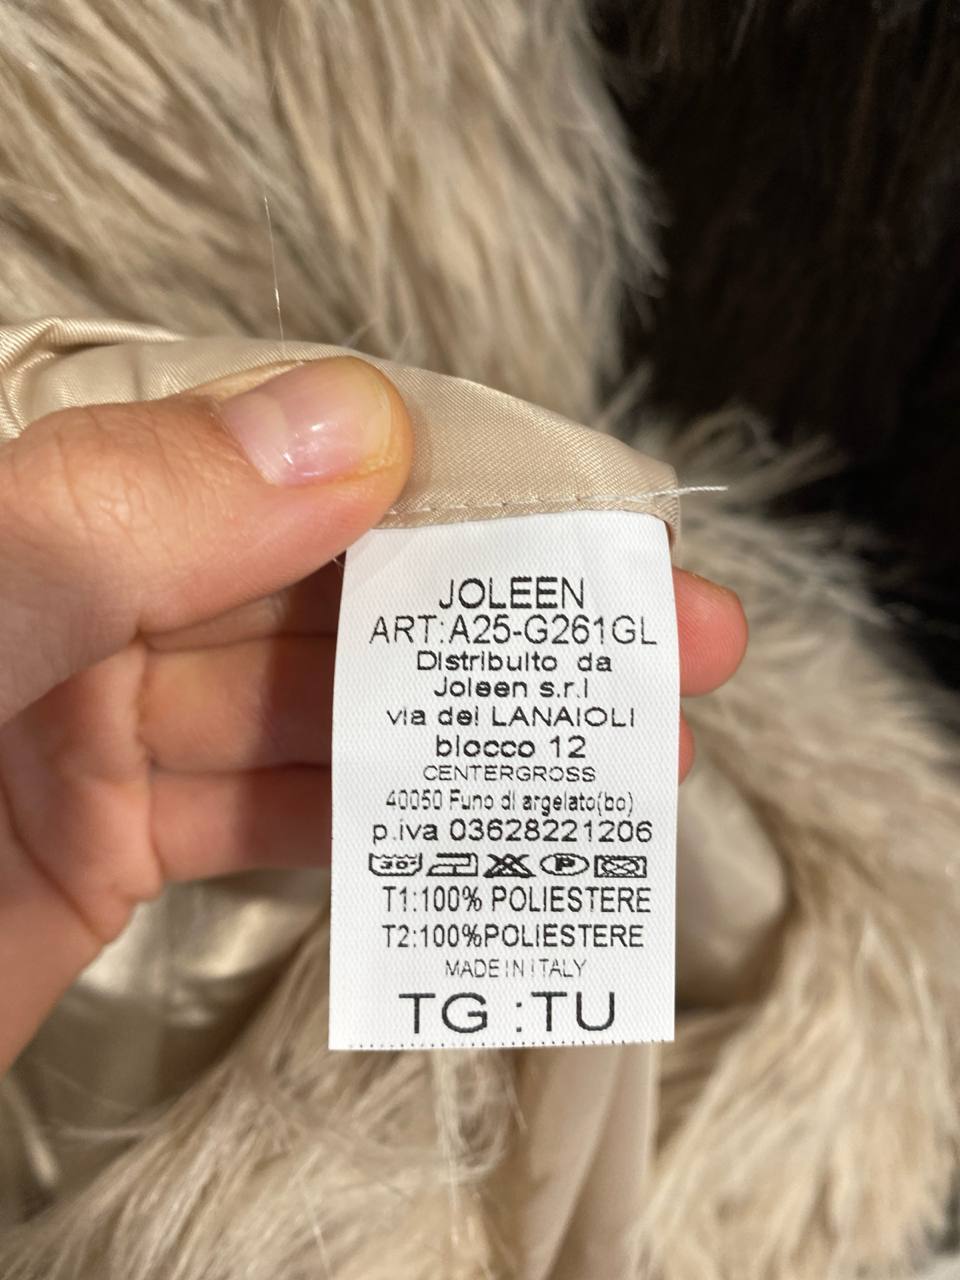 JOLEEN
ART:A25-G261GL
Distribuito da
Joleen s.r.l
via dei LANAIOLI
blocco 12
CENTERGROSS
40050 Funo di argelato(bo)
p.iva 03628221206
30° P
T1:100% POLIESTERE
T2:100%POLIESTERE
MADE IN ITALY
TG :TU